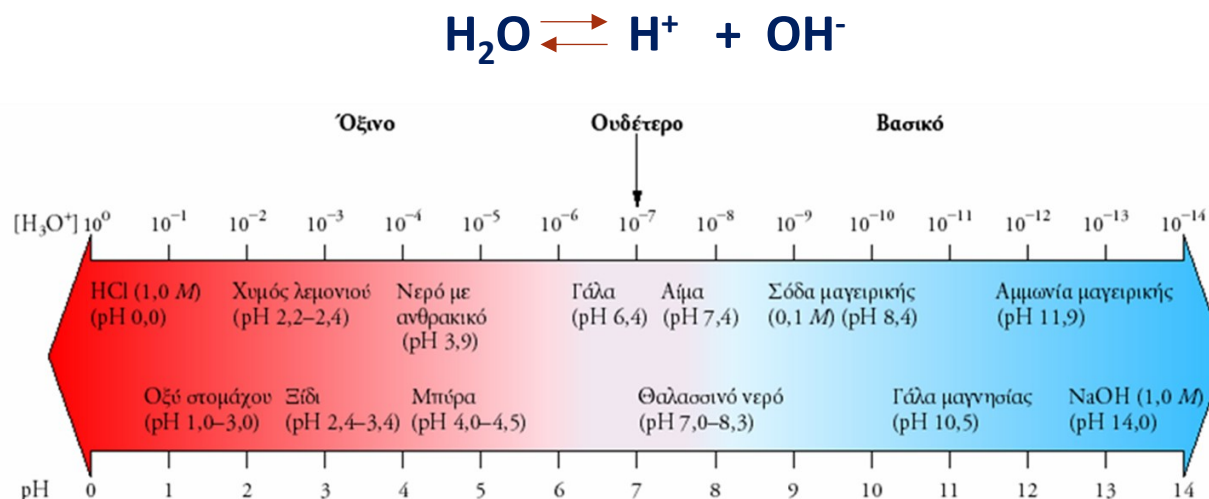 H₂O ⇄ H⁺ + OH⁻
Όξινο Ουδέτερο Βασικό
[H₃O⁺] 10⁰ 10⁻¹ 10⁻² 10⁻³ 10⁻⁴ 10⁻⁵ 10⁻⁶ 10⁻⁷ 10⁻⁸ 10⁻⁹ 10⁻¹⁰ 10⁻¹¹ 10⁻¹² 10⁻¹³ 10⁻¹⁴
HCl (1,0 M)
(pH 0,0)
Χυμός λεμονιού
(pH 2,2–2,4)
Νερό με
ανθρακικό
(pH 3,9)
Γάλα
(pH 6,4)
Αίμα
(pH 7,4)
Σόδα μαγειρικής
(0,1 M) (pH 8,4)
Αμμωνία μαγειρικής
(pH 11,9)
Οξύ στομάχου
(pH 1,0–3,0)
Ξίδι
(pH 2,4–3,4)
Μπύρα
(pH 4,0–4,5)
Θαλασσινό νερό
(pH 7,0–8,3)
Γάλα μαγνησίας
(pH 10,5)
NaOH (1,0 M)
(pH 14,0)
pH 0 1 2 3 4 5 6 7 8 9 10 11 12 13 14